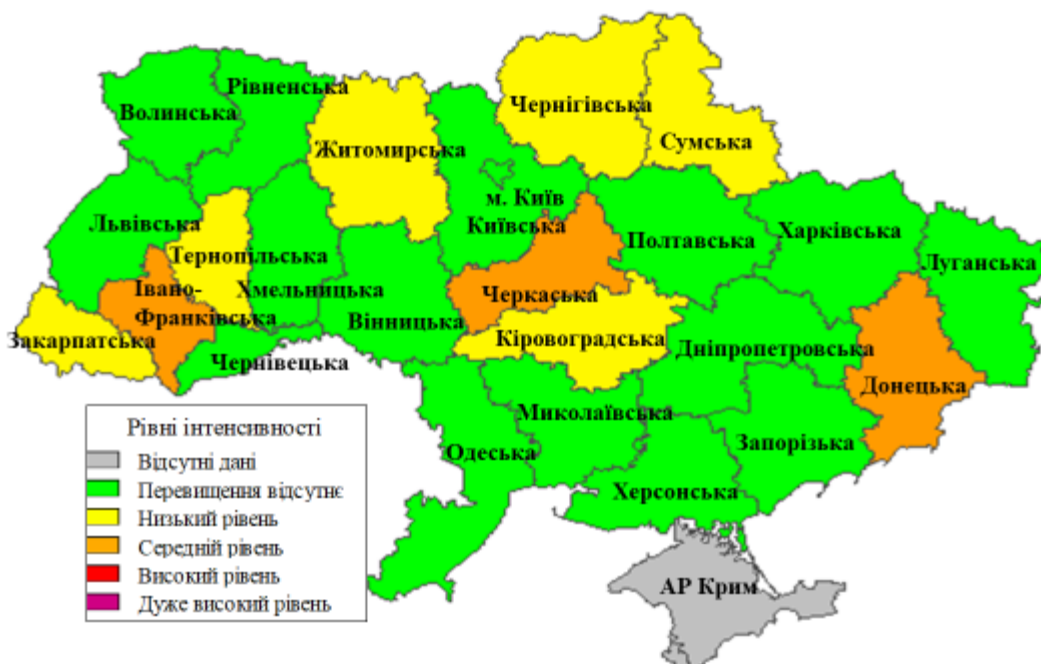 Волинська
Рівненська
Житомирська
Чернігівська
Сумська
м. Київ
Київська
Львівська
Тернопільська
Хмельницька
Івано-
Франківська
Закарпатська
Чернівецька
Вінницька
Черкаська
Кіровоградська
Полтавська
Харківська
Луганська
Дніпропетровська
Донецька
Запорізька
Миколаївська
Одеська
Херсонська
АР Крим
Рівні інтенсивності
Відсутні дані
Перевищення відсутнє
Низький рівень
Середній рівень
Високий рівень
Дуже високий рівень